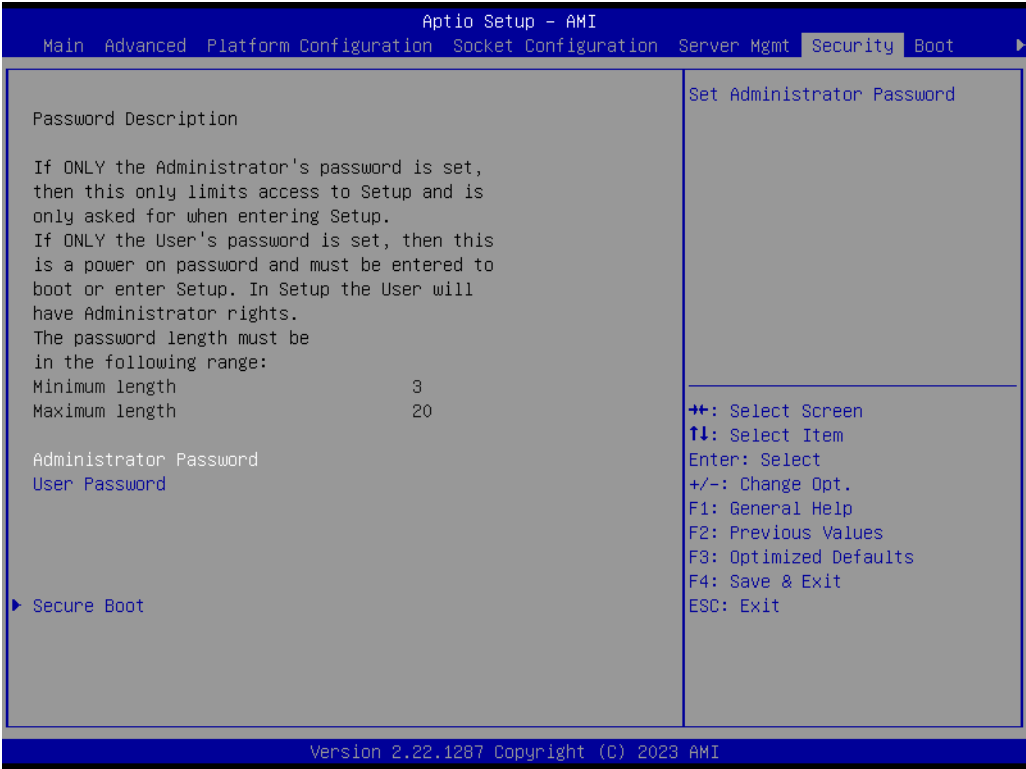 Aptio Setup – AMI
Main Advanced Platform Configuration Socket Configuration Server Mgmt Security Boot
Password Description
If ONLY the Administrator's password is set,
then this only limits access to Setup and is
only asked for when entering Setup.
If ONLY the User's password is set, then this
is a power on password and must be entered to
boot or enter Setup. In Setup the User will
have Administrator rights.
The password length must be
in the following range:
Minimum length 3
Maximum length 20
Administrator Password
User Password
Secure Boot
Set Administrator Password
→←: Select Screen
↑↓: Select Item
Enter: Select
+/-: Change Opt.
F1: General Help
F2: Previous Values
F3: Optimized Defaults
F4: Save & Exit
ESC: Exit
Version 2.22.1287 Copyright (C) 2023 AMI